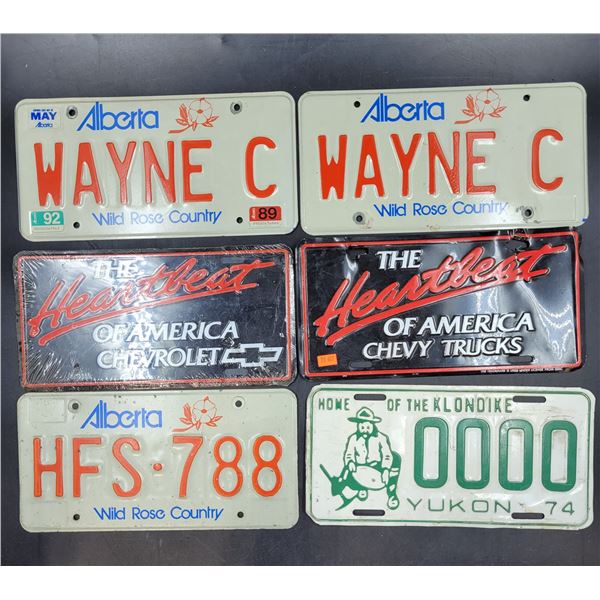 MAY
Alberta
Alberta
WAYNE C
92
Wild Rose Country
89
Alberta
WAYNE C
Wild Rose Country
THE
Heartbeat
OF AMERICA
CHEVROLET
THE
Heartbeat
OF AMERICA
CHEVY TRUCKS
Alberta
HFS·788
Wild Rose Country
HOME OF THE KLONDIKE
0000
YUKON 74